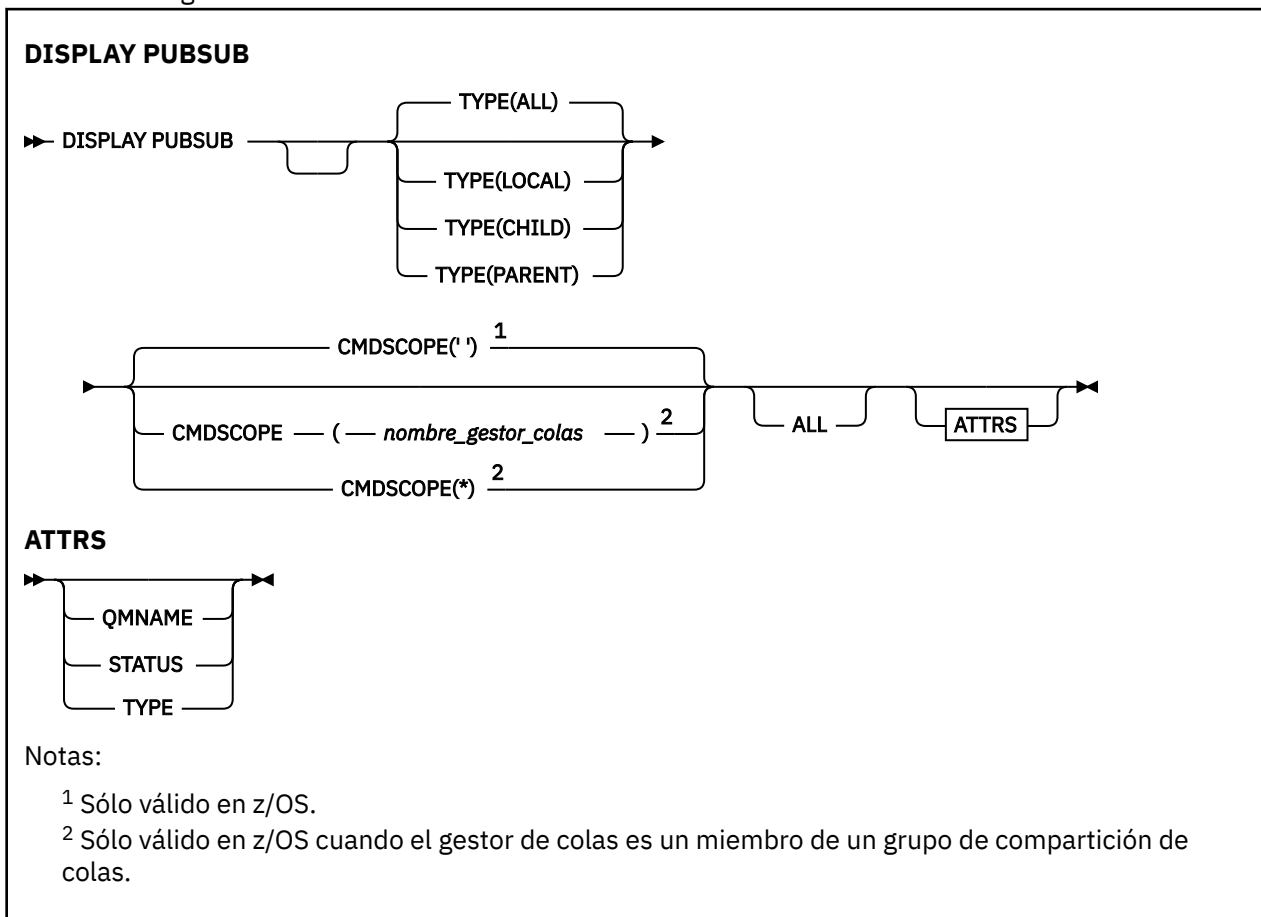 DISPLAY PUBSUB
TYPE(ALL)
DISPLAY PUBSUB
TYPE(LOCAL)
TYPE(CHILD)
TYPE(PARENT)
CMDSCOPE(' ') 1
CMDSCOPE ( nombre_gestor_colas ) 2
ALL
ATTRS
CMDSCOPE(*) 2
ATTRS
QMNAME
STATUS
TYPE
Notas:
1 Sólo válido en z/OS.
2 Sólo válido en z/OS cuando el gestor de colas es un miembro de un grupo de compartición de
colas.